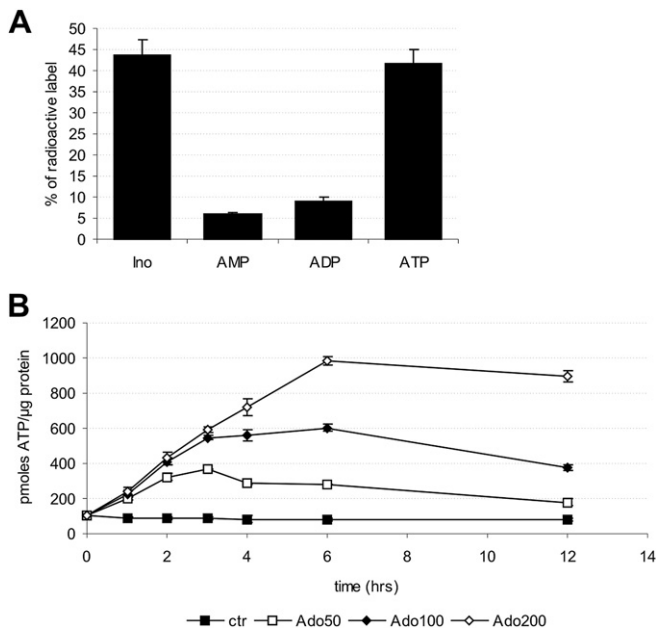 A
% of radioactive label
50
45
40
35
30
25
20
15
10
5
0
Ino AMP ADP ATP
B
pmoles ATP/µg protein
1200
1000
800
600
400
200
0
0 2 4 6 8 10 12 14
time (hrs)
ctr Ado50 Ado100 Ado200